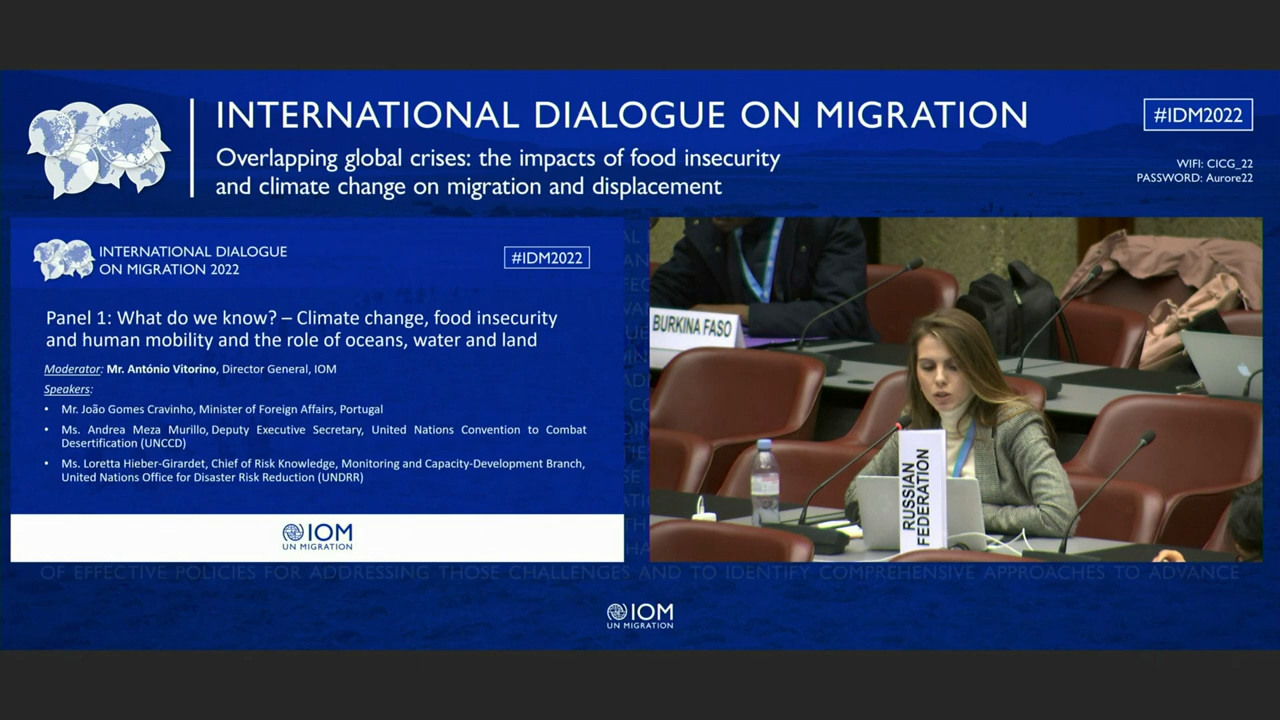 INTERNATIONAL DIALOGUE ON MIGRATION
Overlapping global crises: the impacts of food insecurity
and climate change on migration and displacement
#IDM2022
WIFI: CICG_22
PASSWORD: Aurore22
INTERNATIONAL DIALOGUE
ON MIGRATION 2022
#IDM2022
Panel 1: What do we know? – Climate change, food insecurity
and human mobility and the role of oceans, water and land
Moderator: Mr. António Vitorino, Director General, IOM
Speakers:
• Mr. João Gomes Cravinho, Minister of Foreign Affairs, Portugal
• Ms. Andrea Meza Murillo, Deputy Executive Secretary, United Nations Convention to Combat
Desertification (UNCCD)
• Ms. Loretta Hieber-Girardet, Chief of Risk Knowledge, Monitoring and Capacity-Development Branch,
United Nations Office for Disaster Risk Reduction (UNDRR)
IOM
UN MIGRATION
BURKINA FASO
RUSSIAN
FEDERATION
OF EFFECTIVE POLICIES FOR ADDRESSING THOSE CHALLENGES AND TO IDENTIFY COMPREHENSIVE APPROACHES TO ADVANCE
IOM
UN MIGRATION